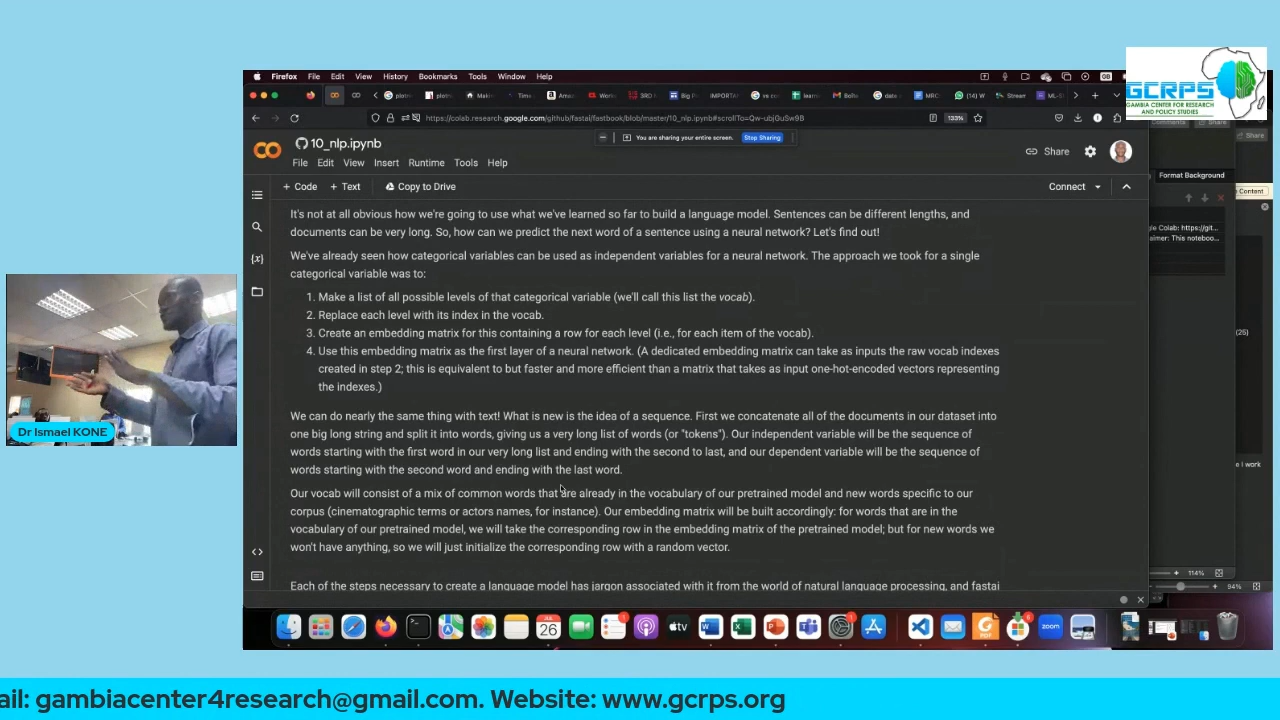 Firefox File Edit View History Bookmarks Tools Window Help
https://colab.research.google.com/github/fastai/fastbook/blob/master/10_nlp.ipynb#scrollTo=Qw-ubj0uSw9B
133%
You are sharing your entire screen. Stop Sharing
GCRPS
GAMBIA CENTER FOR RESEARCH
AND POLICY STUDIES
10_nlp.ipynb
File Edit View Insert Runtime Tools Help
Share
+ Code + Text Copy to Drive
Connect
Format Background
It's not at all obvious how we're going to use what we've learned so far to build a language model. Sentences can be different lengths, and
documents can be very long. So, how can we predict the next word of a sentence using a neural network? Let's find out!
We've already seen how categorical variables can be used as independent variables for a neural network. The approach we took for a single
categorical variable was to:
1. Make a list of all possible levels of that categorical variable (we'll call this list the vocab).
2. Replace each level with its index in the vocab.
3. Create an embedding matrix for this containing a row for each level (i.e., for each item of the vocab).
4. Use this embedding matrix as the first layer of a neural network. (A dedicated embedding matrix can take as inputs the raw vocab indexes
created in step 2; this is equivalent to but faster and more efficient than a matrix that takes as input one-hot-encoded vectors representing
the indexes.)
We can do nearly the same thing with text! What is new is the idea of a sequence. First we concatenate all of the documents in our dataset into
one big long string and split it into words, giving us a very long list of words (or "tokens"). Our independent variable will be the sequence of
words starting with the first word in our very long list and ending with the second to last, and our dependent variable will be the sequence of
words starting with the second word and ending with the last word.
Our vocab will consist of a mix of common words that are already in the vocabulary of our pretrained model and new words specific to our
corpus (cinematographic terms or actors names, for instance). Our embedding matrix will be built accordingly: for words that are in the
vocabulary of our pretrained model, we will take the corresponding row in the embedding matrix of the pretrained model; but for new words we
won't have anything, so we will just initialize the corresponding row with a random vector.
Each of the steps necessary to create a language model has jargon associated with it from the world of natural language processing, and fastai
Dr Ismael KONE
114%
94%
26
tv
zoom
ail: gambiacenter4research@gmail.com. Website: www.gcrps.org